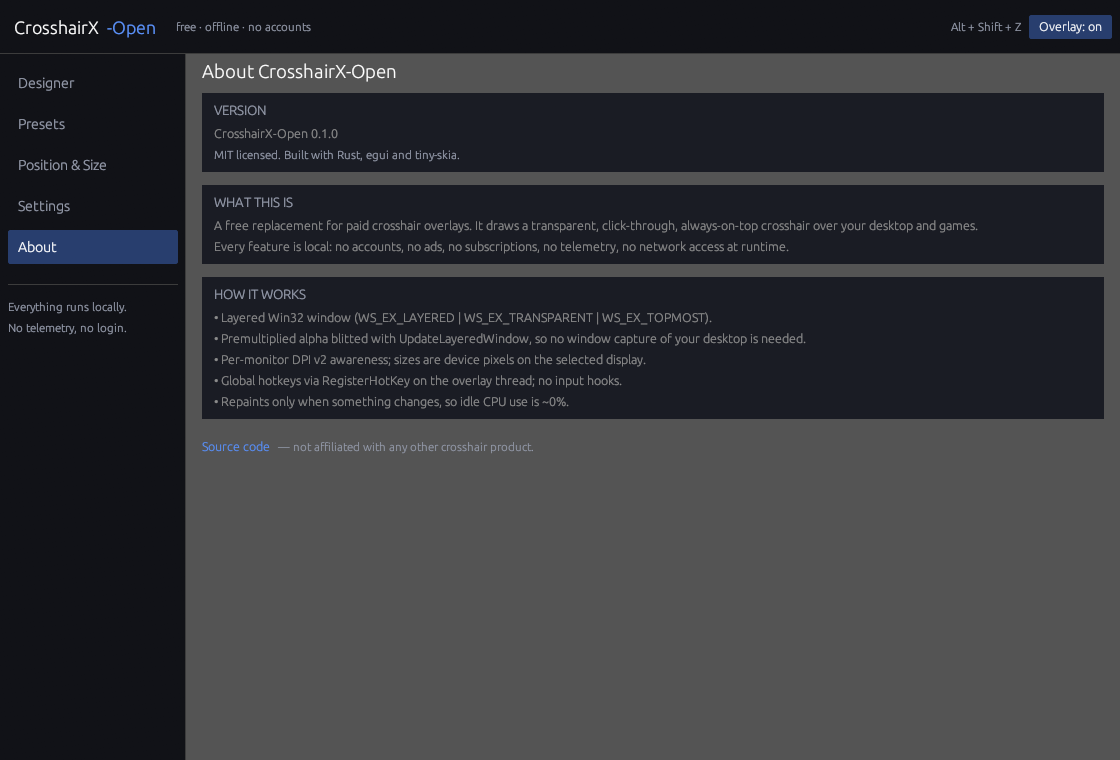 CrosshairX -Open free · offline · no accounts Alt + Shift + Z Overlay: on
Designer
Presets
Position & Size
Settings
About
Everything runs locally.
No telemetry, no login.
About CrosshairX-Open
VERSION
CrosshairX-Open 0.1.0
MIT licensed. Built with Rust, egui and tiny-skia.
WHAT THIS IS
A free replacement for paid crosshair overlays. It draws a transparent, click-through, always-on-top crosshair over your desktop and games.
Every feature is local: no accounts, no ads, no subscriptions, no telemetry, no network access at runtime.
HOW IT WORKS
• Layered Win32 window (WS_EX_LAYERED | WS_EX_TRANSPARENT | WS_EX_TOPMOST).
• Premultiplied alpha blitted with UpdateLayeredWindow, so no window capture of your desktop is needed.
• Per-monitor DPI v2 awareness; sizes are device pixels on the selected display.
• Global hotkeys via RegisterHotKey on the overlay thread; no input hooks.
• Repaints only when something changes, so idle CPU use is ~0%.
Source code — not affiliated with any other crosshair product.